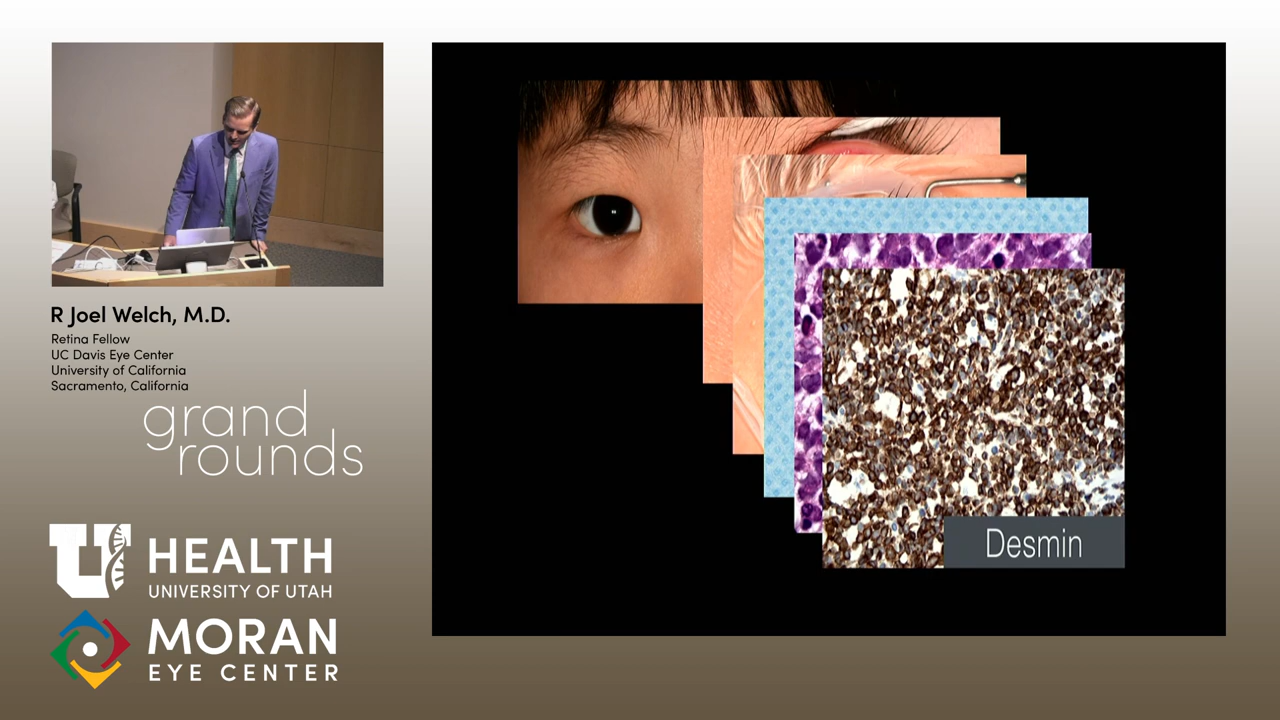 R Joel Welch, M.D.
Retina Fellow
UC Davis Eye Center
University of California
Sacramento, California
grand
rounds
U HEALTH
UNIVERSITY OF UTAH
MORAN
EYE CENTER
Desmin